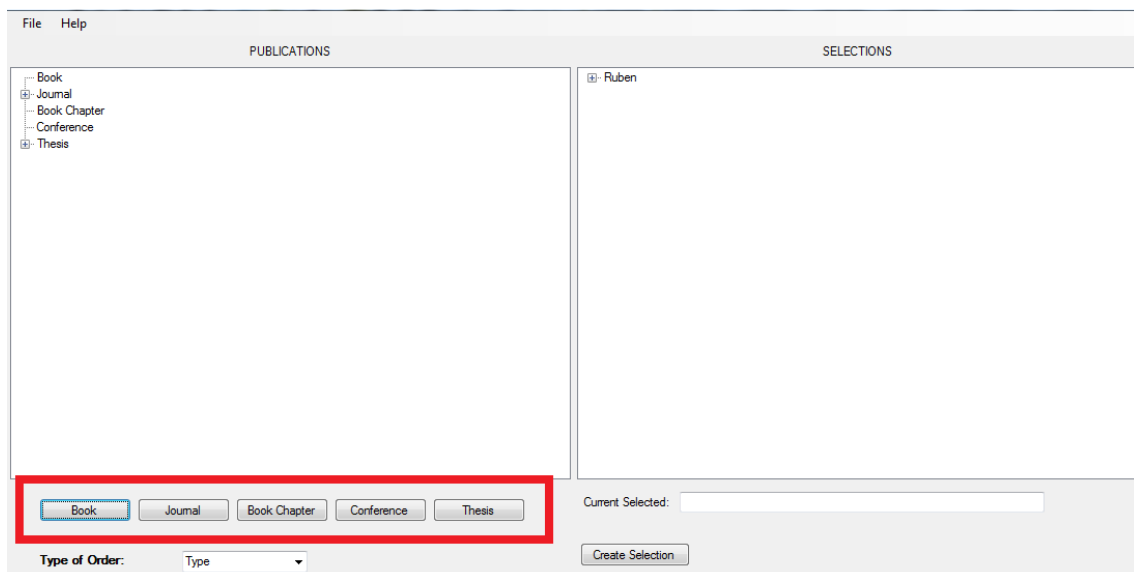 File Help
PUBLICATIONS
SELECTIONS
Book
Journal
Book Chapter
Conference
Thesis
Ruben
Book Journal Book Chapter Conference Thesis
Current Selected:
Type of Order: Type
Create Selection